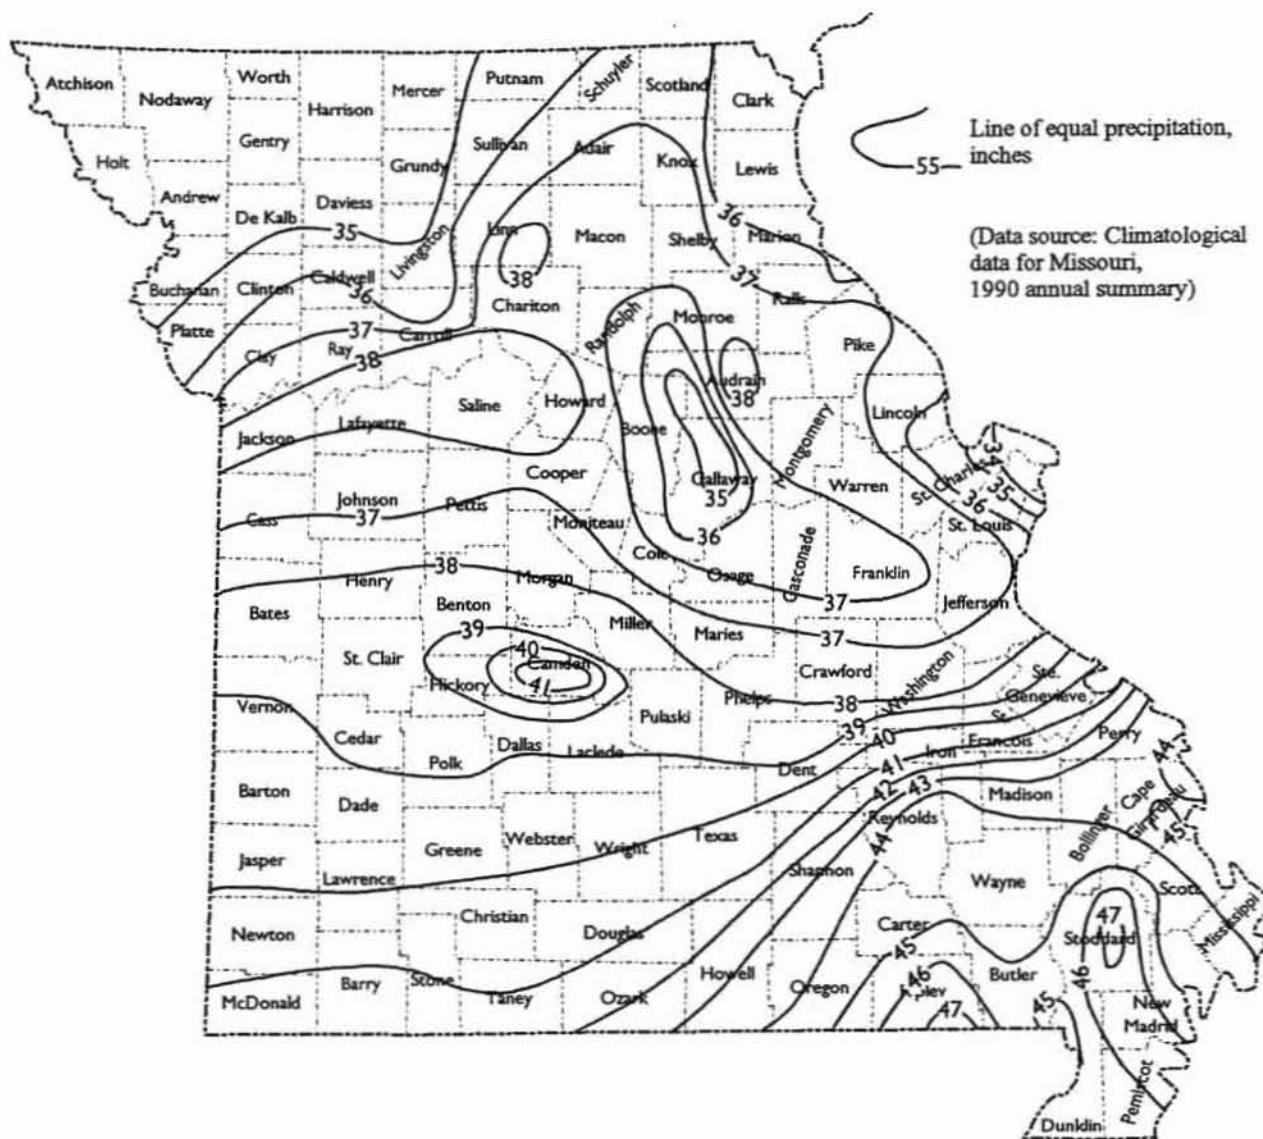 Atchison
Nodaway
Worth
Harrison
Mercer
Putnam
Schuyler
Scotland
Clark
Holt
Gentry
Grundy
Sullivan
Adair
Knox
Lewis
Line of equal precipitation,
inches
55
Andrew
De Kalb
Daviess
35
Livingston
Linn
38
Macon
Shelby
36
Marion
37
(Data source: Climatological
data for Missouri,
1990 annual summary)
Buchanan
Clinton
Caldwell
36
Chariton
Randolph
Monroe
Ralls
Platte
Clay
37
Ray
38
Carroll
Audrain
38
Pike
Jackson
Lafayette
Saline
Howard
Boone
Callaway
35
36
Montgomery
Lincoln
Warren
St. Charles
34
35
36
St. Louis
Cooper
Cass
Johnson
37
Pettis
Moniteau
Cole
Osage
Gasconade
37
Franklin
Jefferson
Bates
Henry
38
Benton
Morgan
Miller
Maries
37
39
40
Camden
41
St. Clair
Hickory
Crawford
38
Washington
Ste.
Genevieve
Vernon
Cedar
Polk
Dallas
Laclede
Pulaski
Phelps
Dent
39
40
41
42
43
44
Iron
St.
Francois
Perry
44
Barton
Dade
Greene
Webster
Wright
Texas
Reynolds
Madison
Bollinger
Cape
Girardeau
45
Jasper
Lawrence
Christian
Douglas
Shannon
Wayne
Scott
Mississippi
Newton
Carter
45
Stoddard
47
46
McDonald
Barry
Stone
Taney
Ozark
Howell
Oregon
46
47
Butler
45
New
Madrid
Pemiscot
Dunklin